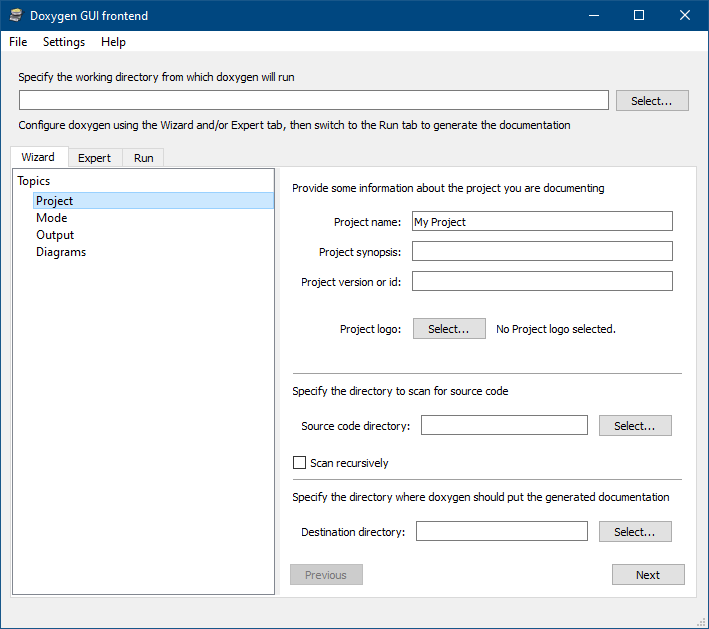 Doxygen GUI frontend
File Settings Help
Specify the working directory from which doxygen will run
Select...
Configure doxygen using the Wizard and/or Expert tab, then switch to the Run tab to generate the documentation
Wizard Expert Run
Topics
Project
Mode
Output
Diagrams
Provide some information about the project you are documenting
Project name: My Project
Project synopsis:
Project version or id:
Project logo: Select... No Project logo selected.
Specify the directory to scan for source code
Source code directory: Select...
Scan recursively
Specify the directory where doxygen should put the generated documentation
Destination directory: Select...
Previous Next